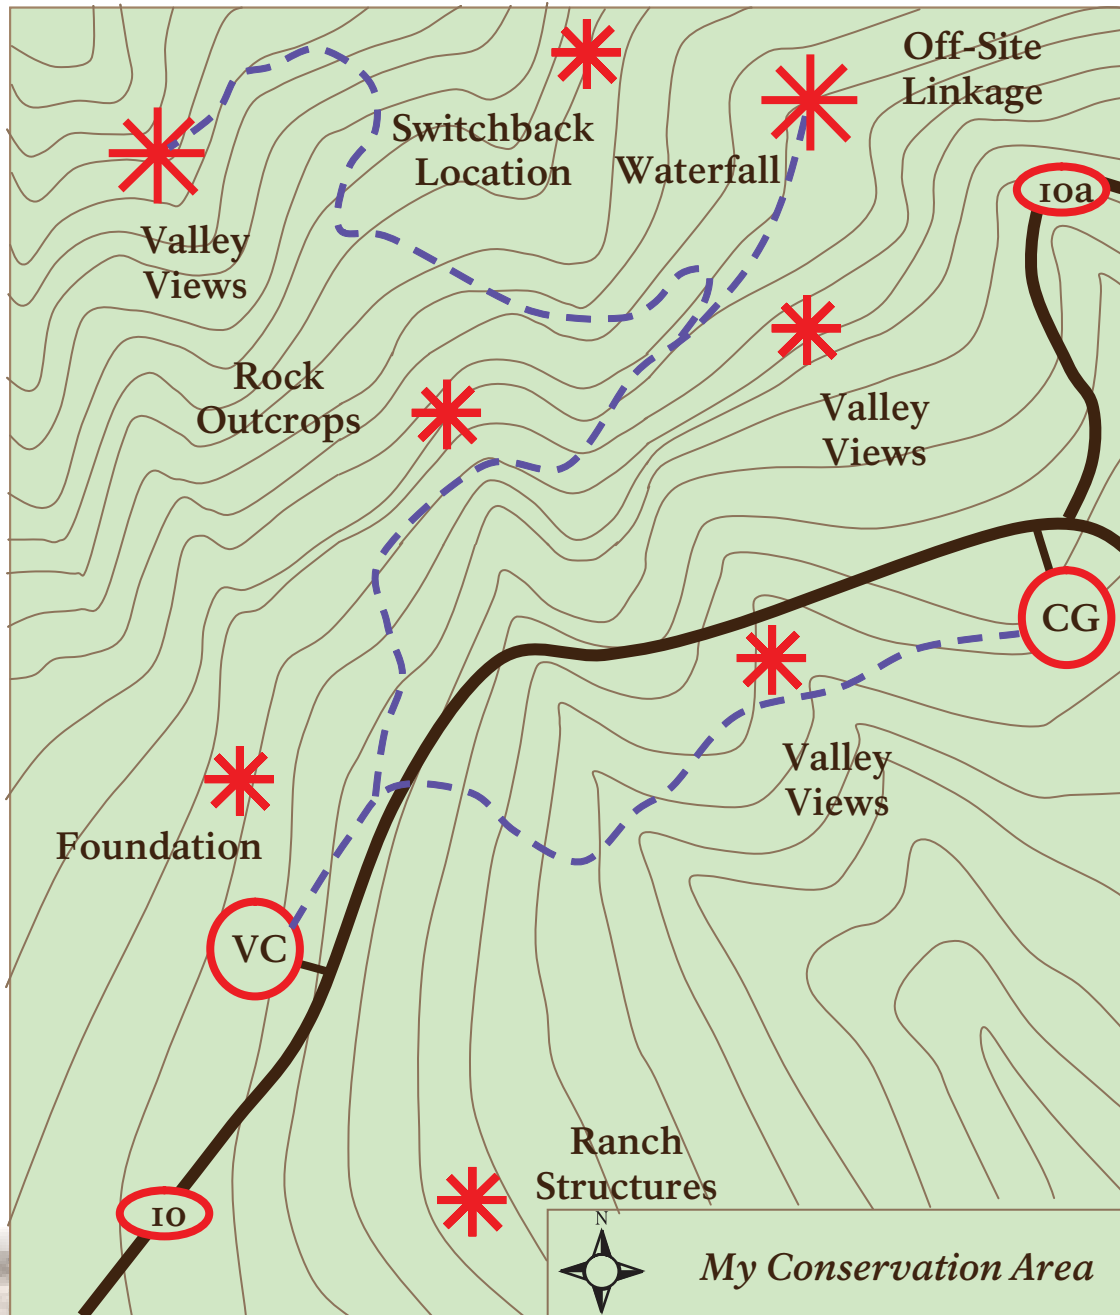 Off-Site
Linkage
Switchback
Location
Waterfall
10a
Valley
Views
Rock
Outcrops
Valley
Views
CG
Valley
Views
Foundation
VC
Ranch
Structures
10
N
My Conservation Area